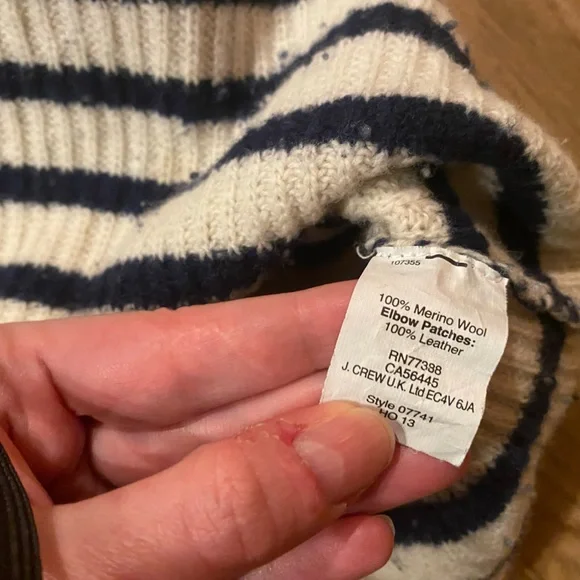 107355
100% Merino Wool
Elbow Patches:
100% Leather
RN77388
CA56445
J. CREW U.K. Ltd EC4V 6JA
Style 07741
HO 13